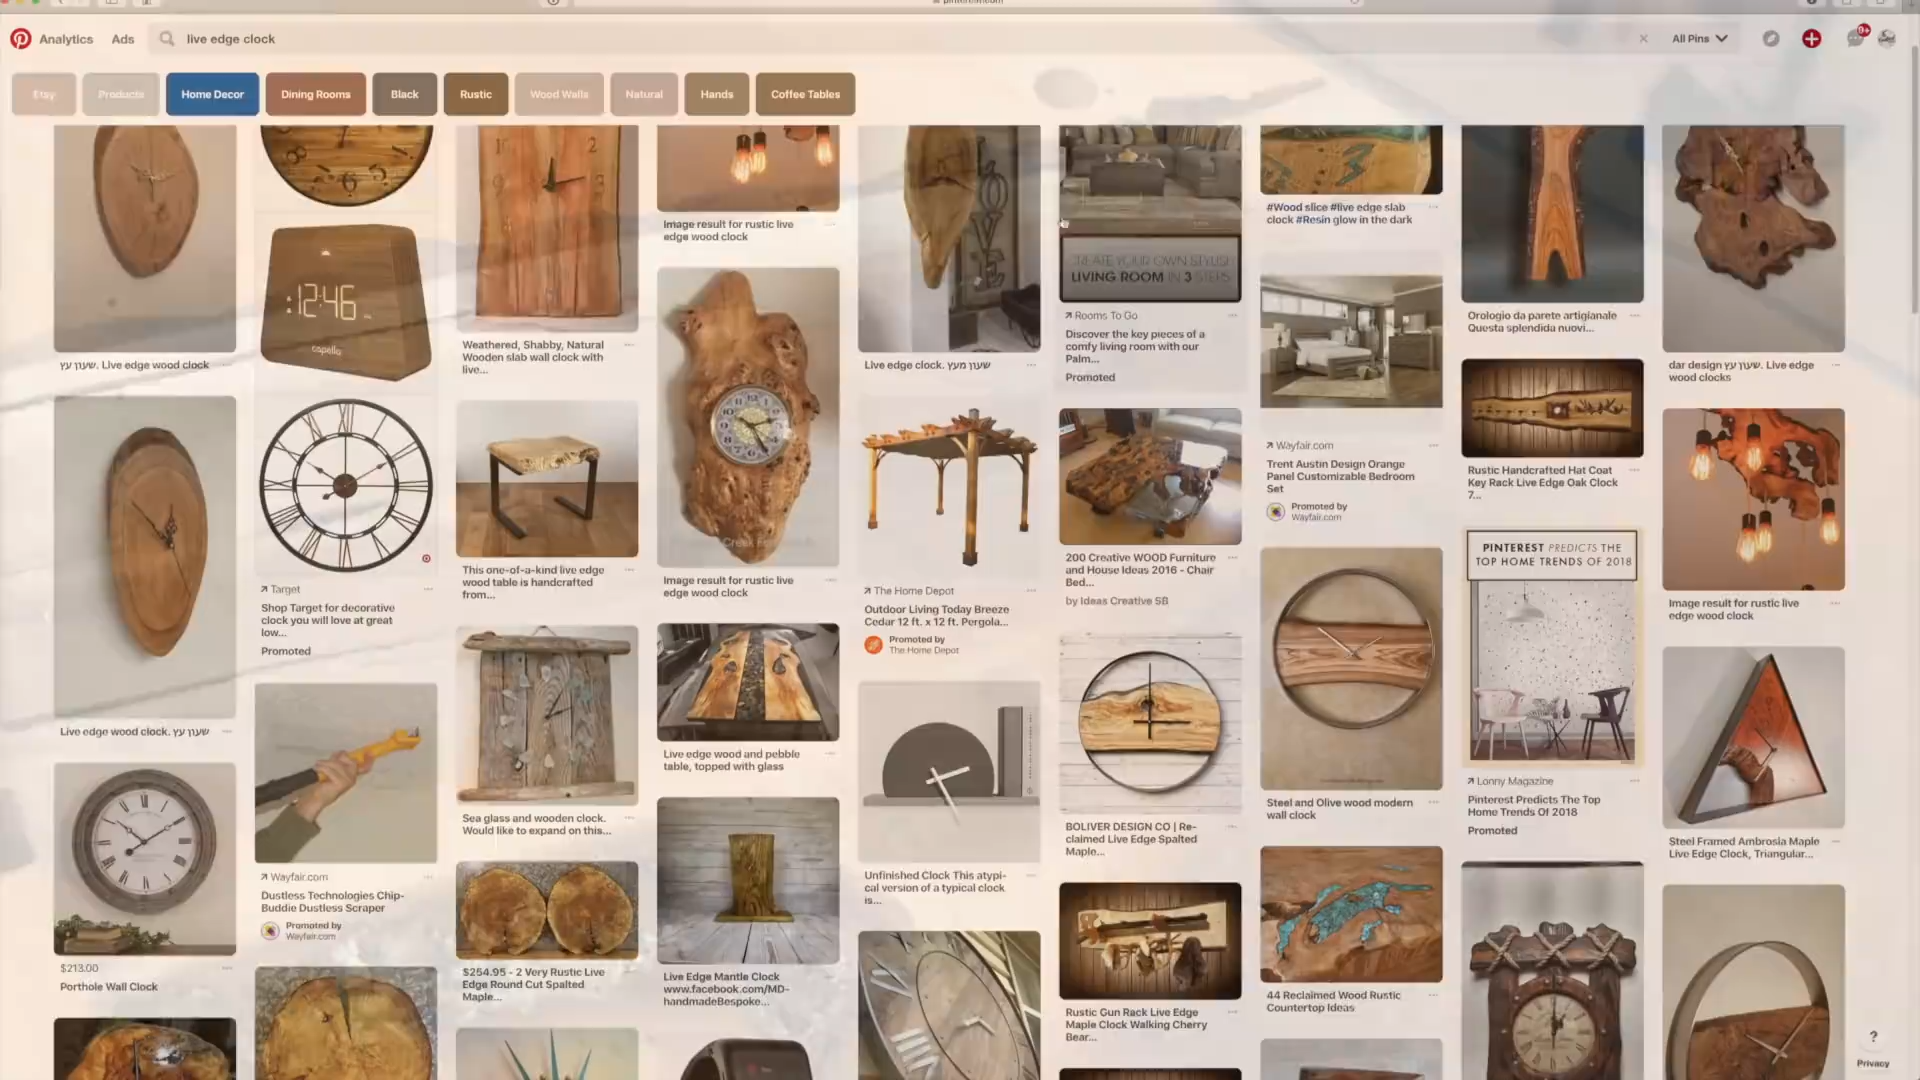 Analytics
Ads
live edge clock
All Pins
9+
Etsy
Products
Home Decor
Dining Rooms
Black
Rustic
Wood Walls
Natural
Hands
Coffee Tables
שעון עץ. Live edge wood clock
Live edge wood clock. שעון עץ
$213.00
Porthole Wall Clock
12:46
capello
Target
Shop Target for decorative
clock you will love at great
low...
Promoted
Wayfair.com
Dustless Technologies Chip-
Buddie Dustless Scraper
Promoted by
Wayfair.com
Weathered, Shabby, Natural
Wooden slab wall clock with
live...
This one-of-a-kind live edge
wood table is handcrafted
from...
Sea glass and wooden clock.
Would like to expand on this...
$254.95 - 2 Very Rustic Live
Edge Round Cut Spalted
Maple...
Image result for rustic live
edge wood clock
Image result for rustic live
edge wood clock
Live edge wood and pebble
table, topped with glass
Live Edge Mantle Clock
www.facebook.com/MD-
handmadeBespoke...
Live edge clock. שעון מעץ
The Home Depot
Outdoor Living Today Breeze
Cedar 12 ft. x 12 ft. Pergola...
Promoted by
The Home Depot
Unfinished Clock This atypi-
cal version of a typical clock
is...
CREATE YOUR OWN STYLISH
LIVING ROOM IN 3 STEPS
Rooms To Go
Discover the key pieces of a
comfy living room with our
Palm...
Promoted
200 Creative WOOD Furniture
and House Ideas 2016 - Chair
Bed...
by Ideas Creative SB
BOLIVER DESIGN CO | Re-
claimed Live Edge Spalted
Maple...
Rustic Gun Rack Live Edge
Maple Clock Walking Cherry
Bear...
#Wood slice #live edge slab
clock #Resin glow in the dark
Wayfair.com
Trent Austin Design Orange
Panel Customizable Bedroom
Set
Promoted by
Wayfair.com
Steel and Olive wood modern
wall clock
44 Reclaimed Wood Rustic
Countertop Ideas
Orologio da parete artigianale
Questa splendida nuovi...
Rustic Handcrafted Hat Coat
Key Rack Live Edge Oak Clock
7...
PINTEREST PREDICTS THE
TOP HOME TRENDS OF 2018
Lonny Magazine
Pinterest Predicts The Top
Home Trends Of 2018
Promoted
dar design שעון עץ. Live edge
wood clocks
Image result for rustic live
edge wood clock
Steel Framed Ambrosia Maple
Live Edge Clock, Triangular...
?
Privacy